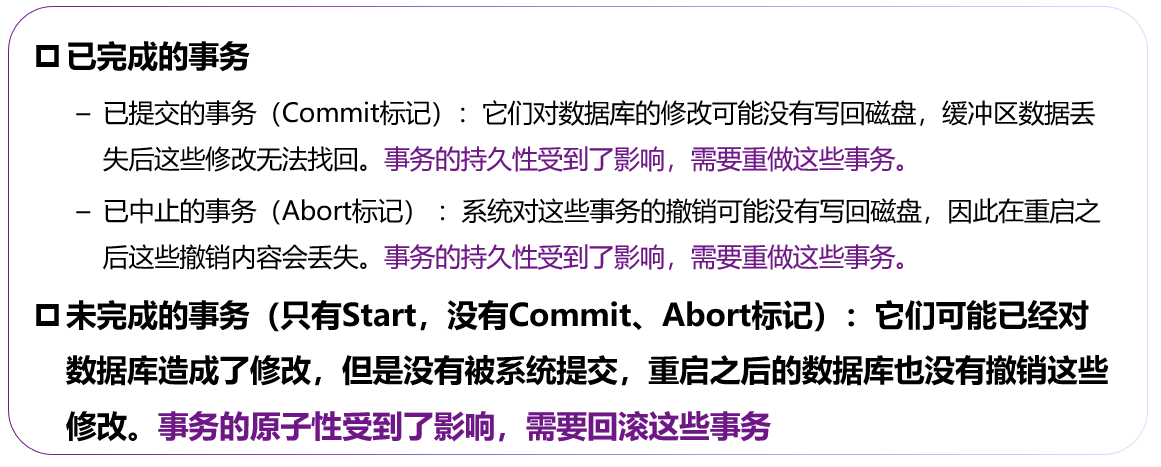 已完成的事务
– 已提交的事务（Commit标记）：它们对数据库的修改可能没有写回磁盘，缓冲区数据丢
失后这些修改无法找回。事务的持久性受到了影响，需要重做这些事务。
– 已中止的事务（Abort标记） ：系统对这些事务的撤销可能没有写回磁盘，因此在重启之
后这些撤销内容会丢失。事务的持久性受到了影响，需要重做这些事务。
未完成的事务（只有Start，没有Commit、Abort标记）：它们可能已经对
数据库造成了修改，但是没有被系统提交，重启之后的数据库也没有撤销这些
修改。事务的原子性受到了影响，需要回滚这些事务